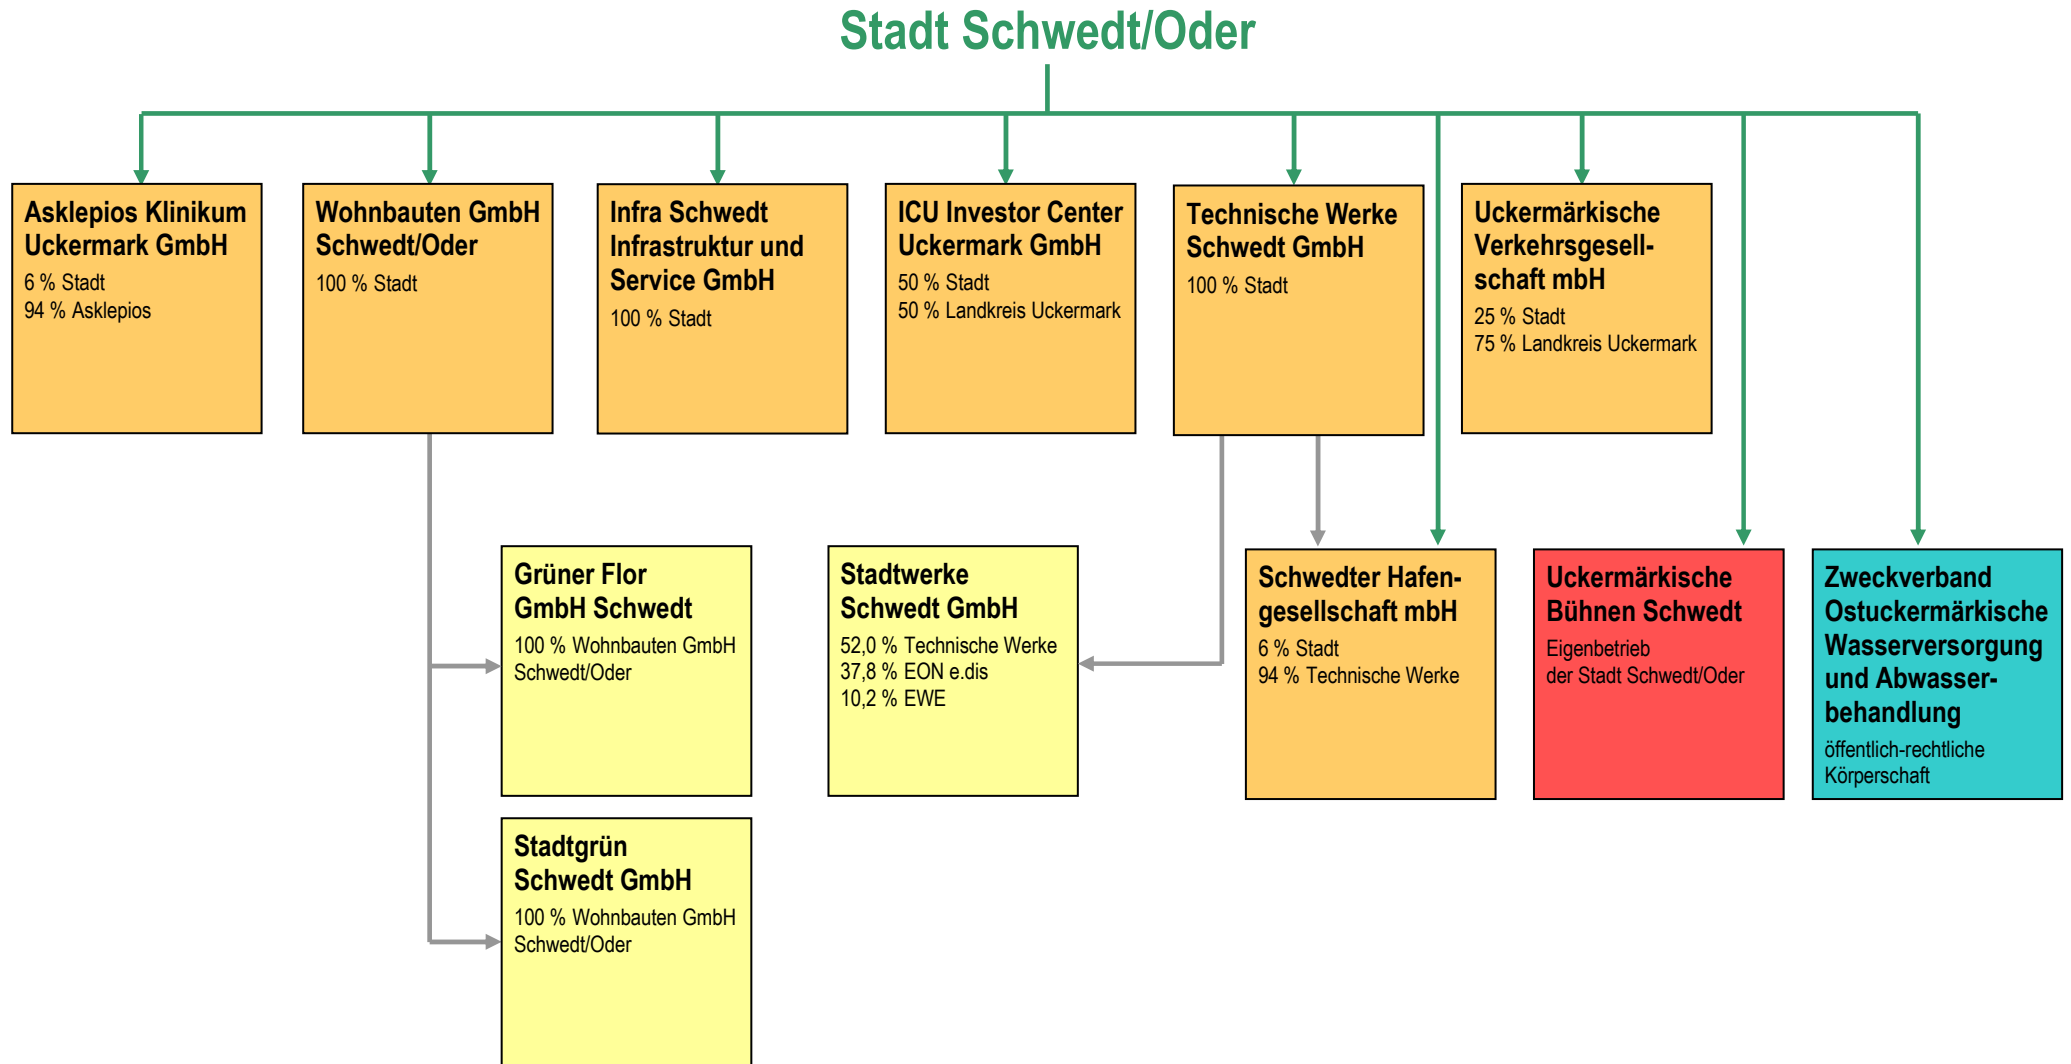 Stadt Schwedt/Oder
Asklepios Klinikum
Uckermark GmbH
6 % Stadt
94 % Asklepios
Wohnbauten GmbH
Schwedt/Oder
100 % Stadt
Infra Schwedt
Infrastruktur und
Service GmbH
100 % Stadt
ICU Investor Center
Uckermark GmbH
50 % Stadt
50 % Landkreis Uckermark
Technische Werke
Schwedt GmbH
100 % Stadt
Uckermärkische
Verkehrsgesell-
schaft mbH
25 % Stadt
75 % Landkreis Uckermark
Grüner Flor
GmbH Schwedt
100 % Wohnbauten GmbH
Schwedt/Oder
Stadtwerke
Schwedt GmbH
52,0 % Technische Werke
37,8 % EON e.dis
10,2 % EWE
Schwedter Hafen-
gesellschaft mbH
6 % Stadt
94 % Technische Werke
Uckermärkische
Bühnen Schwedt
Eigenbetrieb
der Stadt Schwedt/Oder
Zweckverband
Ostuckermärkische
Wasserversorgung
und Abwasser-
behandlung
öffentlich-rechtliche
Körperschaft
Stadtgrün
Schwedt GmbH
100 % Wohnbauten GmbH
Schwedt/Oder